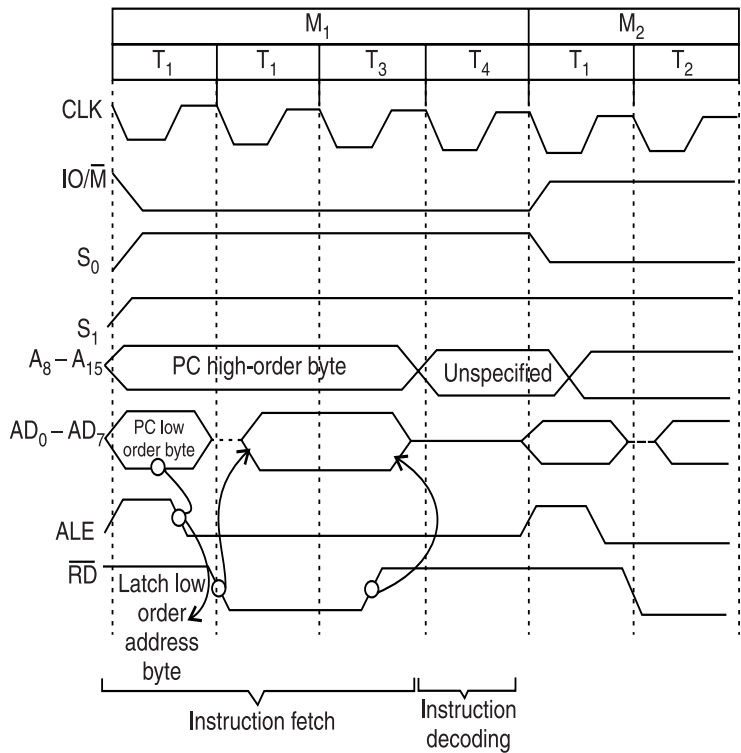 M₁ M₂
T₁ T₁ T₃ T₄ T₁ T₂
CLK
IO/M̅
S₀
S₁
A₈ – A₁₅ PC high-order byte Unspecified
AD₀ – AD₇ PC low
order byte
ALE
R̅D̅
Latch low
order
address
byte
Instruction fetch
Instruction
decoding